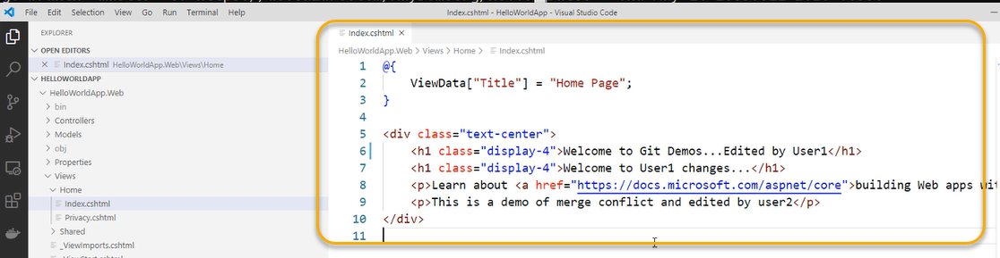 File Edit Selection View Go Run Terminal Help Index.cshtml - HelloWorldApp - Visual Studio Code
EXPLORER
OPEN EDITORS
Index.cshtml HelloWorldApp.Web\Views\Home
HELLOWORLDAPP
HelloWorldApp.Web
bin
Controllers
Models
obj
Properties
Views
Home
Index.cshtml
Privacy.cshtml
Shared
_ViewImports.cshtml
Index.cshtml
HelloWorldApp.Web > Views > Home > Index.cshtml
1 @{
2 ViewData["Title"] = "Home Page";
3 }
4
5 <div class="text-center">
6 <h1 class="display-4">Welcome to Git Demos...Edited by User1</h1>
7 <h1 class="display-4">Welcome to User1 changes...</h1>
8 <p>Learn about <a href="https://docs.microsoft.com/aspnet/core">building Web apps wit
9 <p>This is a demo of merge conflict and edited by user2</p>
10 </div>
11